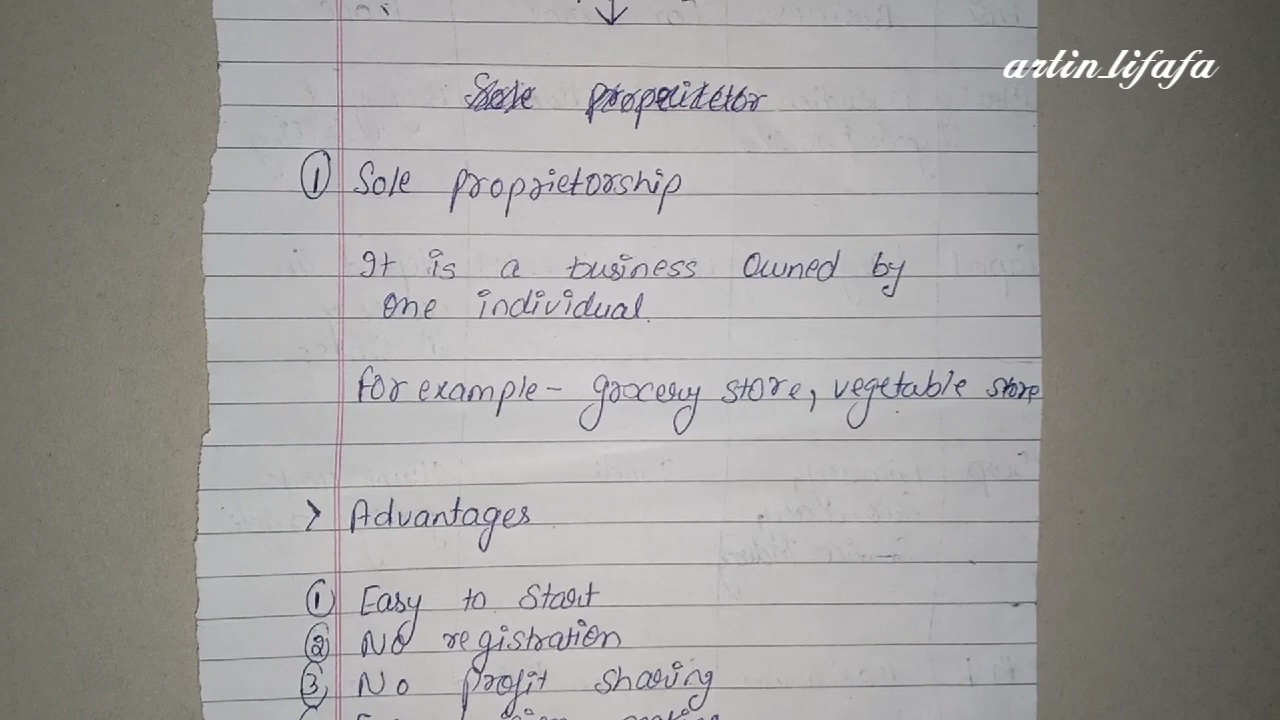 artin_lifafa
Sole propritetor
① Sole proprietorship
It is a business owned by
one individual.
for example - grocery store, vegetable store
> Advantages
① Easy to start
② No registration
③ No profit sharing